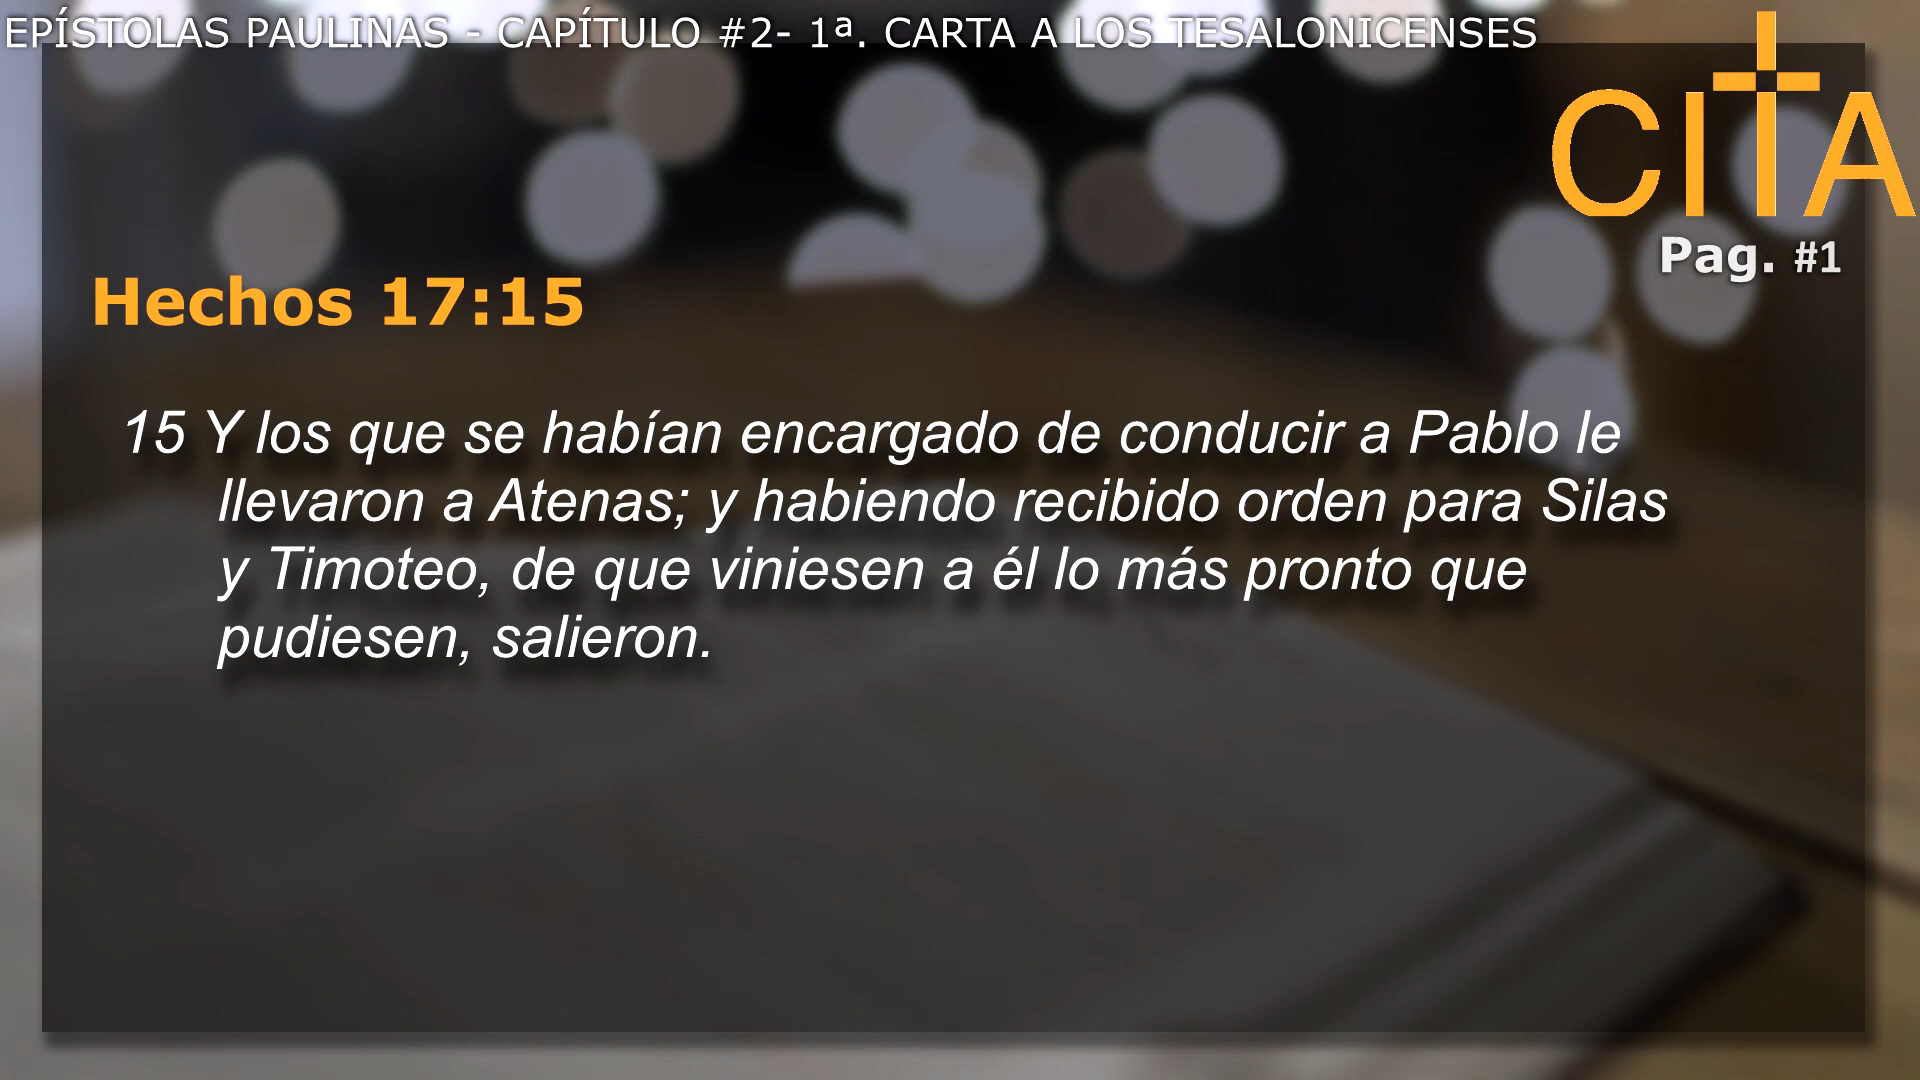 EPÍSTOLAS PAULINAS - CAPÍTULO #2- 1ª. CARTA A LOS TESALONICENSES
CITA
Pag. #1
Hechos 17:15
15 Y los que se habían encargado de conducir a Pablo le
llevaron a Atenas; y habiendo recibido orden para Silas
y Timoteo, de que viniesen a él lo más pronto que
pudiesen, salieron.